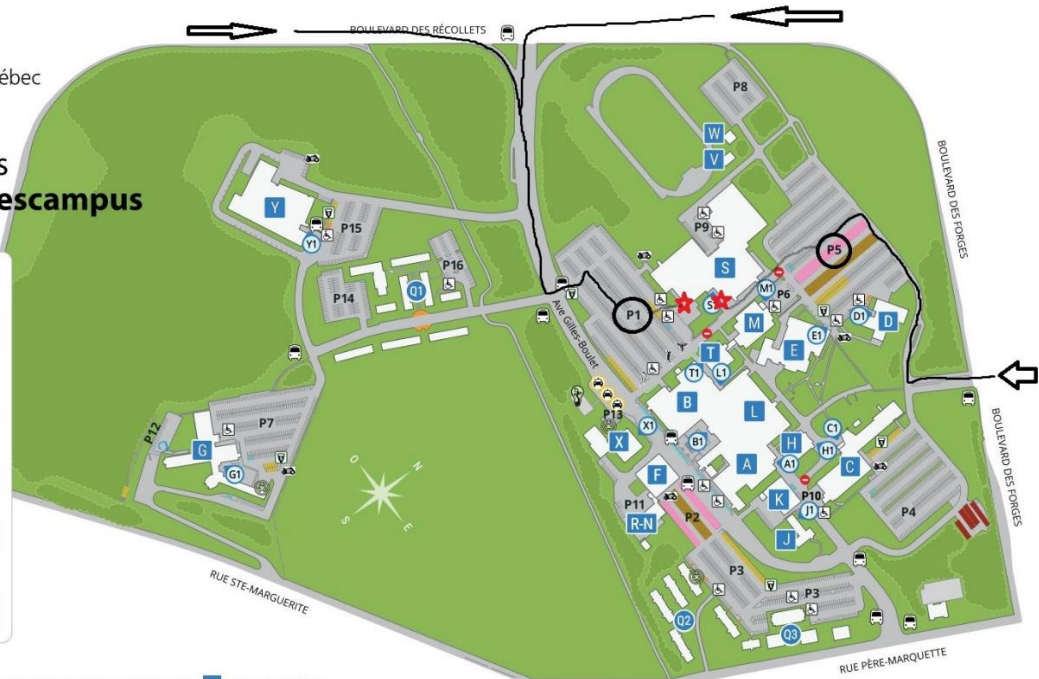 ébec
BOULEVARD DES RÉCOLLETS
s
escampus
P8
W
V
BOULEVARD DES FORGES
Y
P15
Y1
P9
P5
P16
S
P14
Q1
M1
P6
P1
S
M
D1
D
E1
E
Ave Gilles-Boulet
T
T1
L1
B
L
P13
P7
P12
X1
X
B1
H
C1
H1
G
G1
A
A1
C
N
O
E
S
F
K
P10
J1
P11
P2
R-N
J
P4
BOULEVARD DES FORGES
P3
P3
RUE STE-MARGUERITE
Q2
Q3
RUE PÈRE-MARQUETTE